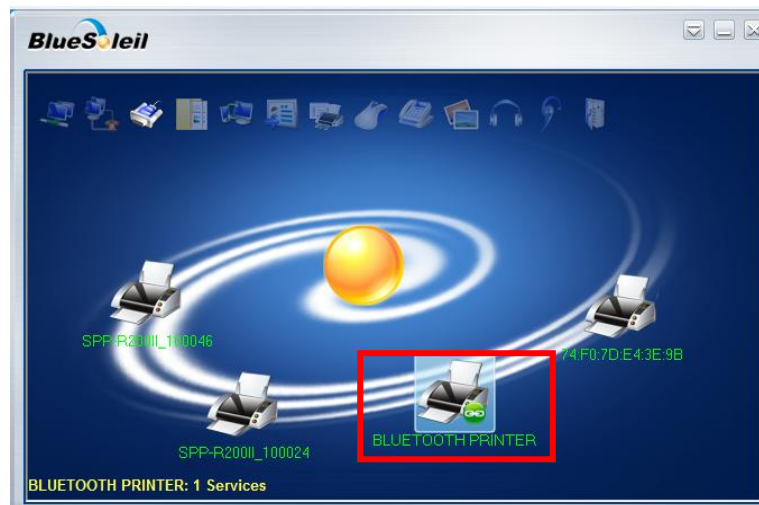 BlueSoleil
SPP-R200II_100046
74:F0:7D:E4:3E:9B
BLUETOOTH PRINTER
SPP-R200II_100024
BLUETOOTH PRINTER: 1 Services